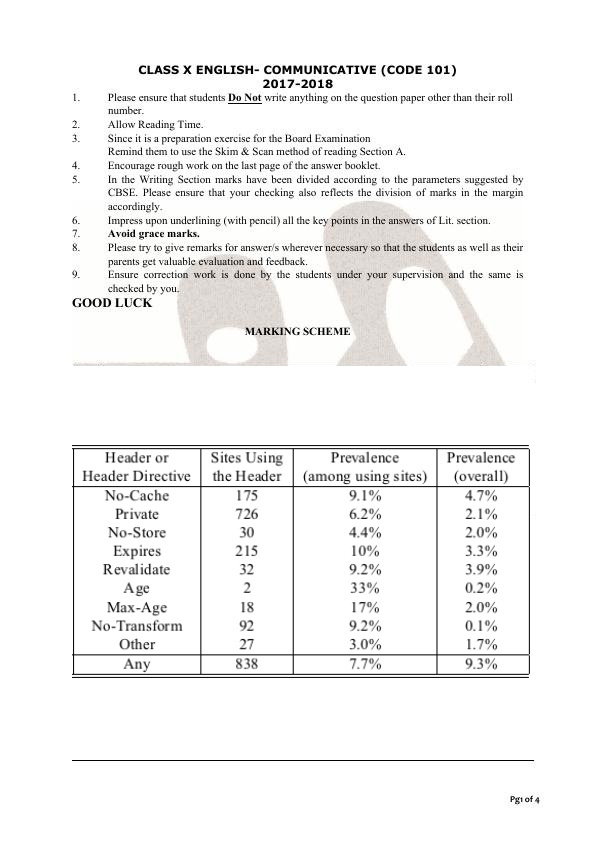 CLASS X ENGLISH- COMMUNICATIVE (CODE 101)
2017-2018
1. Please ensure that students Do Not write anything on the question paper other than their roll
number.
2. Allow Reading Time.
3. Since it is a preparation exercise for the Board Examination
Remind them to use the Skim & Scan method of reading Section A.
4. Encourage rough work on the last page of the answer booklet.
5. In the Writing Section marks have been divided according to the parameters suggested by
CBSE. Please ensure that your checking also reflects the division of marks in the margin
accordingly.
6. Impress upon underlining (with pencil) all the key points in the answers of Lit. section.
7. Avoid grace marks.
8. Please try to give remarks for answer/s wherever necessary so that the students as well as their
parents get valuable evaluation and feedback.
9. Ensure correction work is done by the students under your supervision and the same is
checked by you.
GOOD LUCK
MARKING SCHEME
Header or Sites Using Prevalence Prevalence
Header Directive the Header (among using sites) (overall)
No-Cache 175 9.1% 4.7%
Private 726 6.2% 2.1%
No-Store 30 4.4% 2.0%
Expires 215 10% 3.3%
Revalidate 32 9.2% 3.9%
Age 2 33% 0.2%
Max-Age 18 17% 2.0%
No-Transform 92 9.2% 0.1%
Other 27 3.0% 1.7%
Any 838 7.7% 9.3%
Pg1 of 4